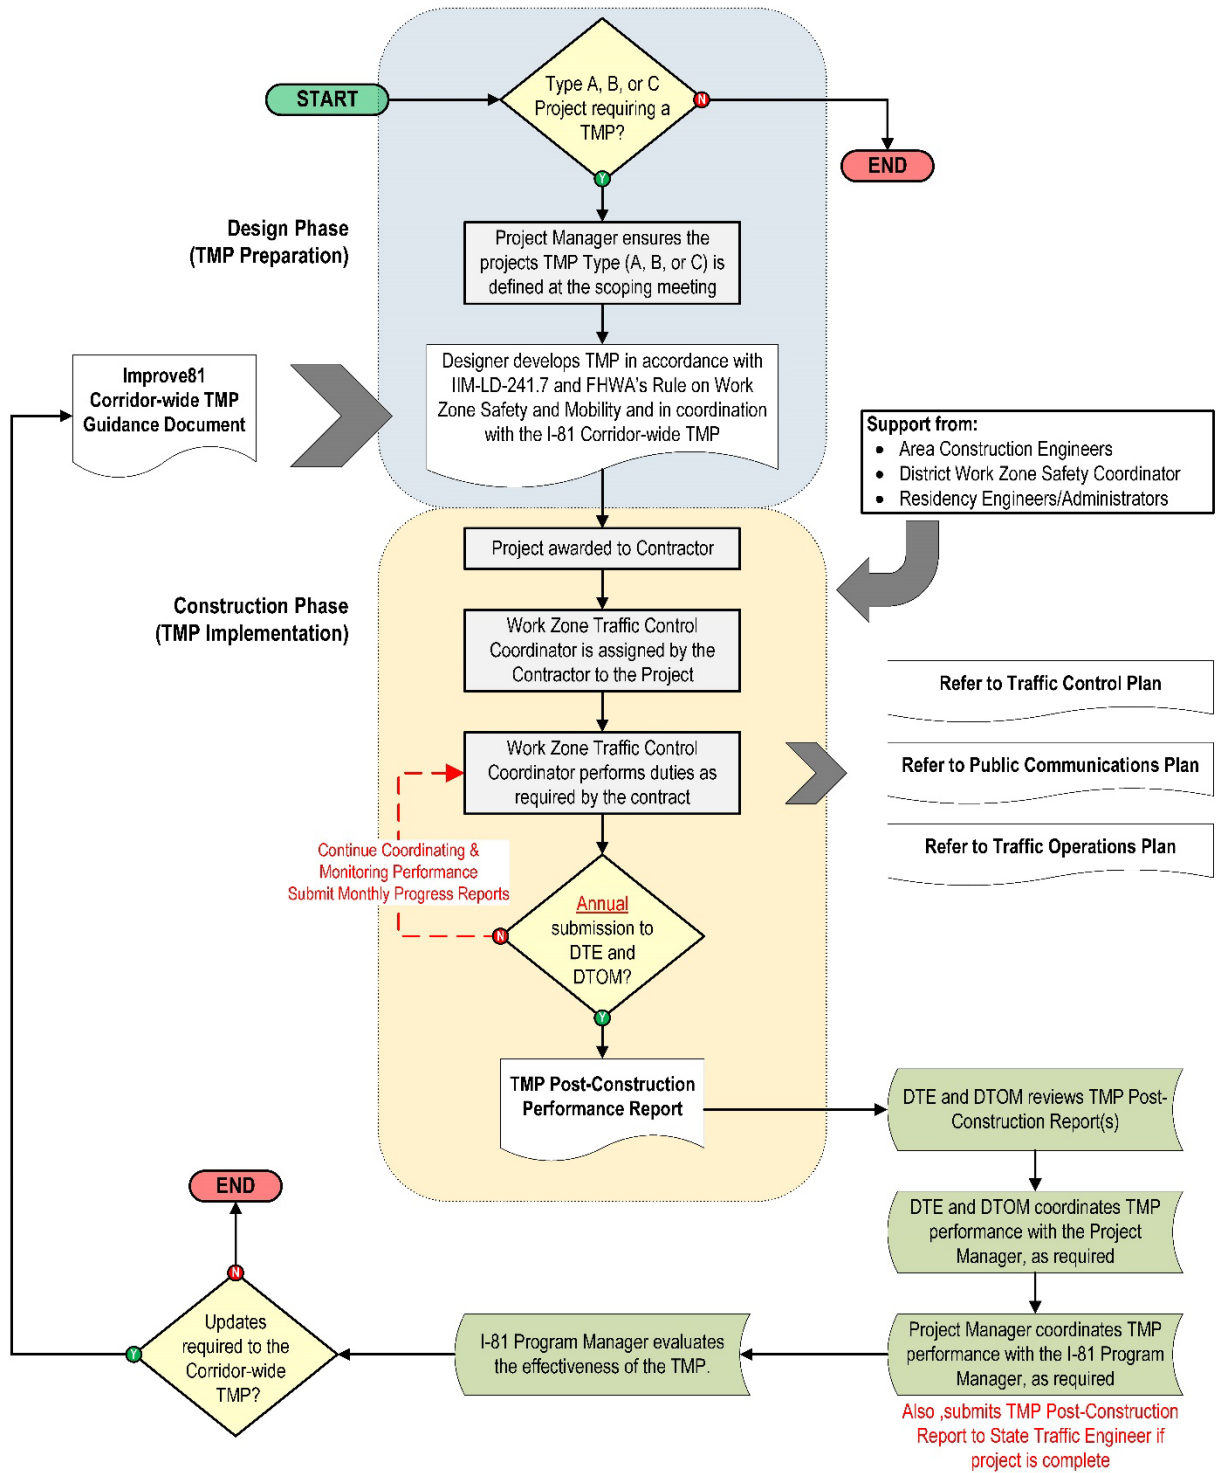 START
Type A, B, or C
Project requiring a
TMP?
N
END
Y
Design Phase
(TMP Preparation)
Project Manager ensures the
projects TMP Type (A, B, or C) is
defined at the scoping meeting
Improve81
Corridor-wide TMP
Guidance Document
Designer develops TMP in accordance with
IIM-LD-241.7 and FHWA's Rule on Work
Zone Safety and Mobility and in coordination
with the I-81 Corridor-wide TMP
Support from:
• Area Construction Engineers
• District Work Zone Safety Coordinator
• Residency Engineers/Administrators
Project awarded to Contractor
Construction Phase
(TMP Implementation)
Work Zone Traffic Control
Coordinator is assigned by the
Contractor to the Project
Refer to Traffic Control Plan
Work Zone Traffic Control
Coordinator performs duties as
required by the contract
Refer to Public Communications Plan
Refer to Traffic Operations Plan
Continue Coordinating &
Monitoring Performance
Submit Monthly Progress Reports
Annual
submission to
DTE and
DTOM?
N
Y
TMP Post-Construction
Performance Report
DTE and DTOM reviews TMP Post-
Construction Report(s)
DTE and DTOM coordinates TMP
performance with the Project
Manager, as required
Project Manager coordinates TMP
performance with the I-81 Program
Manager, as required
Also ,submits TMP Post-Construction
Report to State Traffic Engineer if
project is complete
I-81 Program Manager evaluates
the effectiveness of the TMP.
END
N
Updates
required to the
Corridor-wide
TMP?
Y